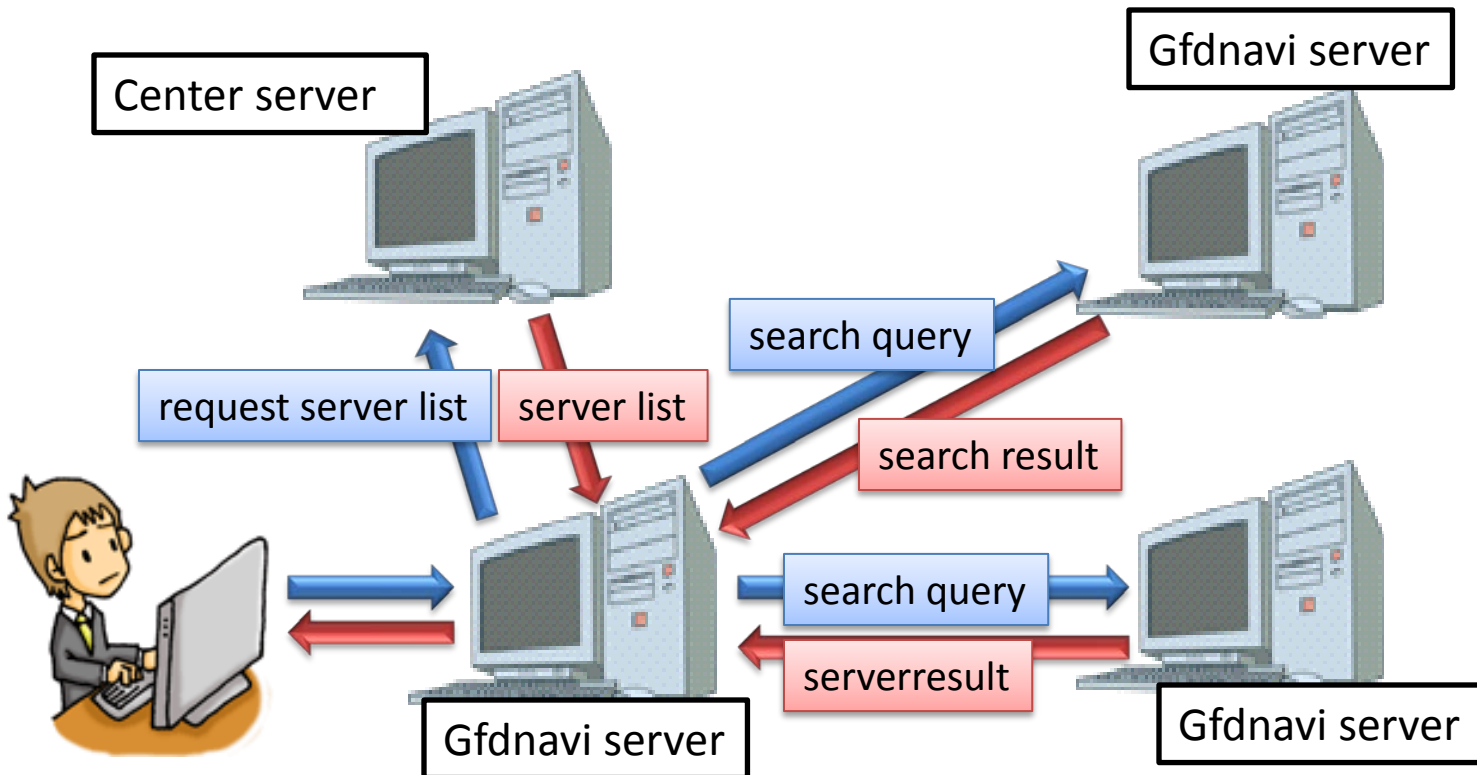 Gfdnavi server
Center server
search query
request server list
server list
search result
search query
serverresult
Gfdnavi server
Gfdnavi server